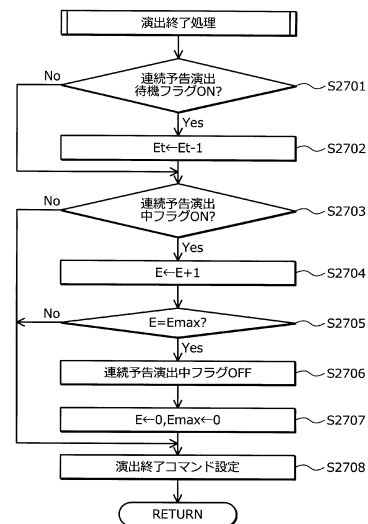 演出終了処理
No
連続予告演出
待機フラグON?
S2701
Yes
Et←Et-1
S2702
No
連続予告演出
中フラグON?
S2703
Yes
E←E+1
S2704
No
E=Emax?
S2705
Yes
連続予告演出中フラグOFF
S2706
E←0,Emax←0
S2707
演出終了コマンド設定
S2708
RETURN